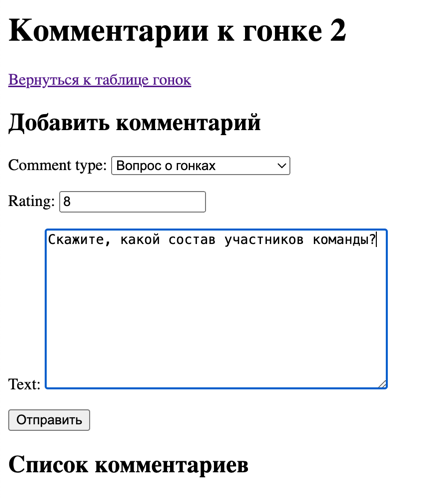 Комментарии к гонке 2
Вернуться к таблице гонок
Добавить комментарий
Comment type: Вопрос о гонках
Rating: 8
Скажите, какой состав участников команды?
Text:
Отправить
Список комментариев